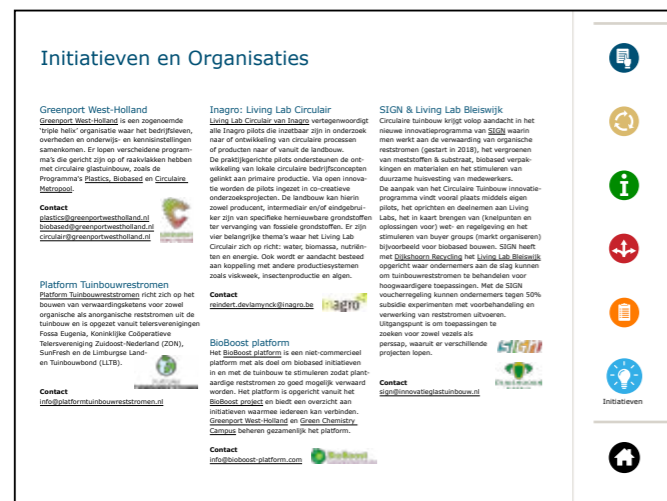 Initiatieven en Organisaties
Greenport West-Holland
Greenport West-Holland is een zogenoemde
'triple helix' organisatie waar het bedrijfsleven,
overheden en onderwijs- en kennisinstellingen
samenkomen. Er lopen verscheidene program-
ma's die gericht zijn of op raakvlakken hebben
met circulaire glastuinbouw, zoals de
Programma's Plastics, Biobased en Circulaire
Metropool.
Contact
plastics@greenportwestholland.nl
biobased@greenportwestholland.nl
circulair@greenportwestholland.nl
Platform Tuinbouwrestromen
Platform Tuinbouwreststromen richt zich op het
bouwen van verwaardingsketens voor zowel
organische als anorganische reststromen uit de
tuinbouw en is opgezet vanuit telersverenigingen
Fossa Eugenia, Koninklijke Coöperatieve
Telersvereniging Zuidoost-Nederland (ZON),
SunFresh en de Limburgse Land-
en Tuinbouwbond (LLTB).
Contact
info@platformtuinbouwreststromen.nl
Inagro: Living Lab Circulair
Living Lab Circulair van Inagro vertegenwoordigt
alle Inagro pilots die inzetbaar zijn in onderzoek
naar of ontwikkeling van circulaire processen
of producten naar of vanuit de landbouw.
De praktijkgerichte pilots ondersteunen de ont-
wikkeling van lokale circulaire bedrijfsconcepten
gelinkt aan primaire productie. Via open innova-
tie worden de pilots ingezet in co-creatieve
onderzoeksprojecten. De landbouw kan hierin
zowel producent, intermediair en/of eindgebrui-
ker zijn van specifieke hernieuwbare grondstoffen
ter vervanging van fossiele grondstoffen. Er zijn
vier belangrijke thema's waar het Living Lab
Circulair zich op richt: water, biomassa, nutriën-
ten en energie. Ook wordt er aandacht besteed
aan koppeling met andere productiesystemen
zoals viskweek, insectenproductie en algen.
Contact
reindert.devlamynck@inagro.be
inagro
BioBoost platform
Het BioBoost platform is een niet-commercieel
platform met als doel om biobased initiatieven
in en met de tuinbouw te stimuleren zodat plant-
aardige reststromen zo goed mogelijk verwaard
worden. Het platform is opgericht vanuit het
BioBoost project en biedt een overzicht aan
initiatieven waarmee iedereen kan verbinden.
Greenport West-Holland en Green Chemistry
Campus beheren gezamenlijk het platform.
Contact
info@bioboost-platform.com
BioBoost
SIGN & Living Lab Bleiswijk
Circulaire tuinbouw krijgt volop aandacht in het
nieuwe innovatieprogramma van SIGN waarin
men werkt aan de verwaarding van organische
reststromen (gestart in 2018), het vergroenen
van meststoffen & substraat, biobased verpak-
kingen en materialen en het stimuleren van
duurzame huisvesting van medewerkers.
De aanpak van het Circulaire Tuinbouw innovatie-
programma vindt vooral plaats middels eigen
pilots, het oprichten en deelnemen aan Living
Labs, het in kaart brengen van (knelpunten en
oplossingen voor) wet- en regelgeving en het
stimuleren van buyer groups (markt organiseren)
bijvoorbeeld voor biobased bouwen. SIGN heeft
met Dijkshoorn Recycling het Living Lab Bleiswijk
opgericht waar ondernemers aan de slag kunnen
om tuinbouwreststromen te behandelen voor
hoogwaardigere toepassingen. Met de SIGN
voucherregeling kunnen ondernemers tegen 50%
subsidie experimenten met voorbehandeling en
verwerking van reststromen uitvoeren.
Uitgangspunt is om toepassingen te
zoeken voor zowel vezels als
perssap, waaruit er verschillende
projecten lopen.
SIGN
Contact
sign@innovatieglastuinbouw.nl
Initiatieven